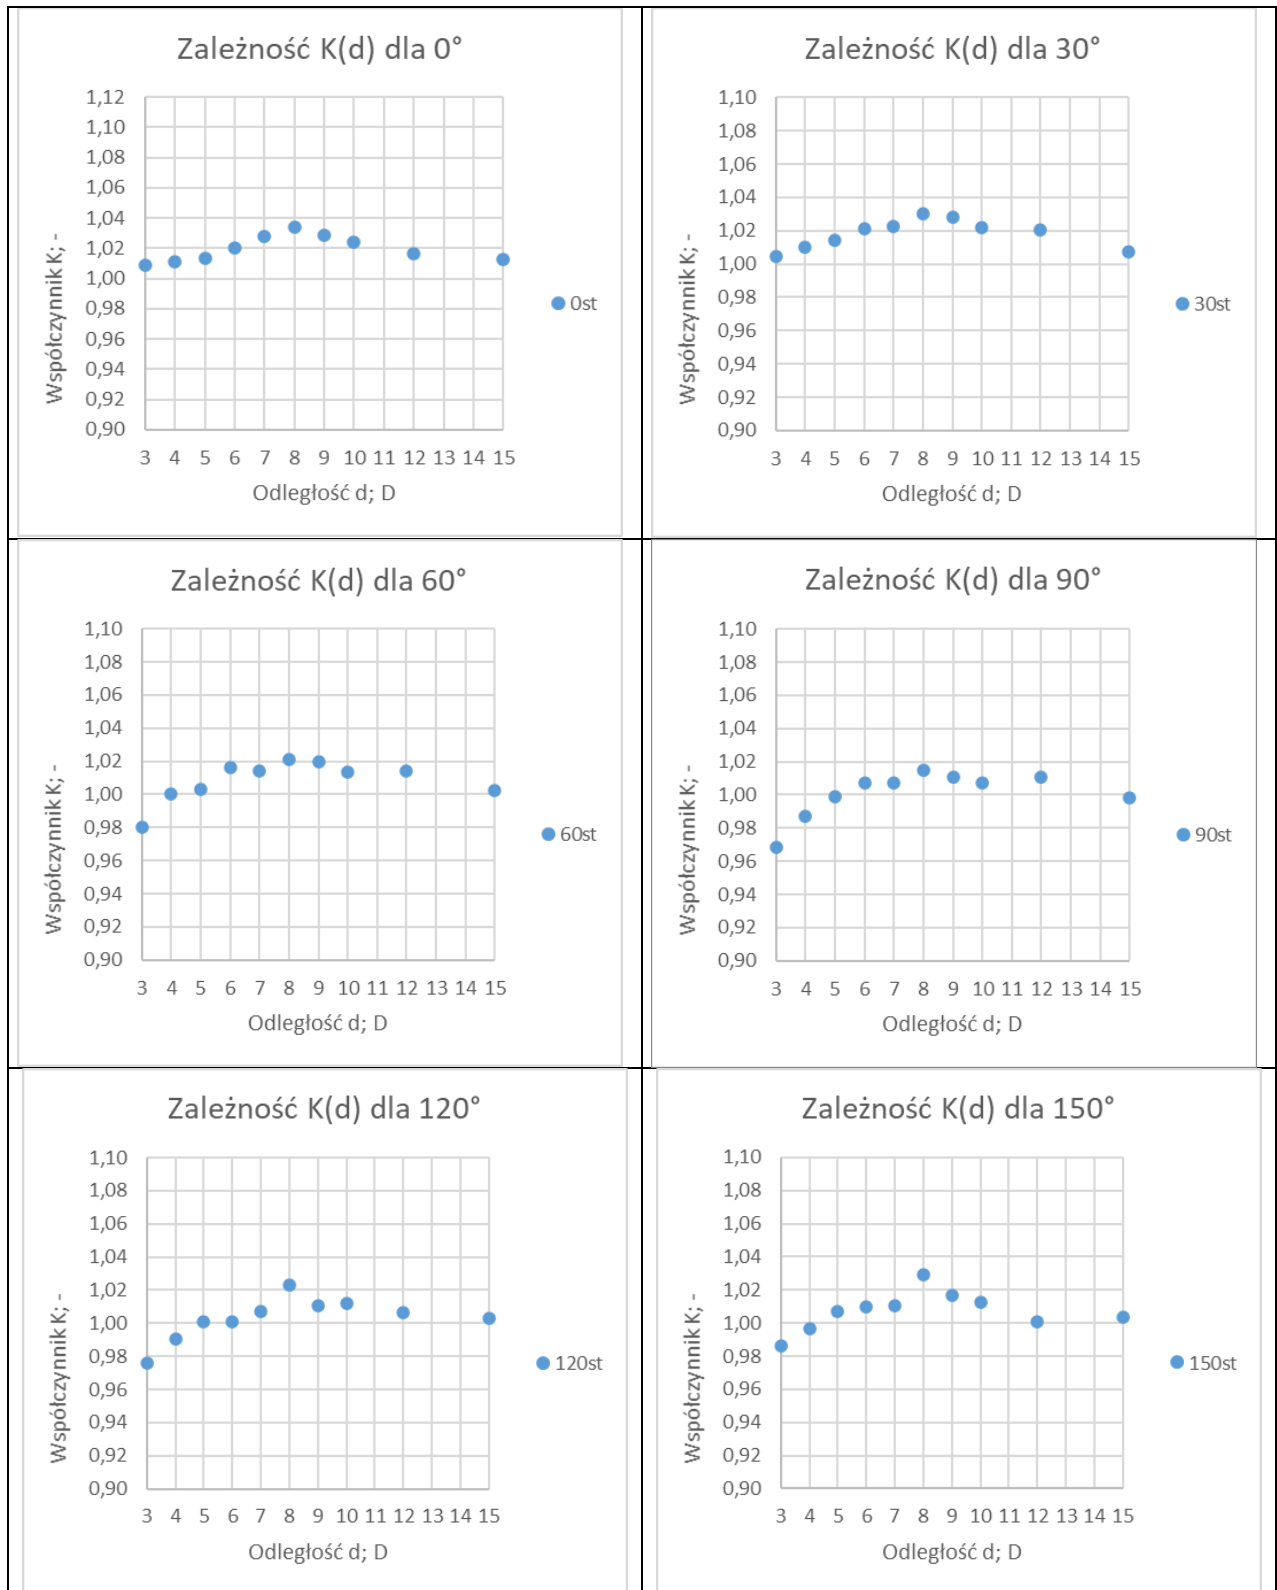 Zależność K(d) dla 0°
1,12
1,10
1,08
1,06
1,04
1,02
1,00
0,98
0,96
0,94
0,92
0,90
Współczynnik K; -
3 4 5 6 7 8 9 10 11 12 13 14 15
Odległość d; D
0st
Zależność K(d) dla 30°
1,10
1,08
1,06
1,04
1,02
1,00
0,98
0,96
0,94
0,92
0,90
Współczynnik K; -
3 4 5 6 7 8 9 10 11 12 13 14 15
Odległość d; D
30st
Zależność K(d) dla 60°
1,10
1,08
1,06
1,04
1,02
1,00
0,98
0,96
0,94
0,92
0,90
Współczynnik K; -
3 4 5 6 7 8 9 10 11 12 13 14 15
Odległość d; D
60st
Zależność K(d) dla 90°
1,10
1,08
1,06
1,04
1,02
1,00
0,98
0,96
0,94
0,92
0,90
Współczynnik K; -
3 4 5 6 7 8 9 10 11 12 13 14 15
Odległość d; D
90st
Zależność K(d) dla 120°
1,10
1,08
1,06
1,04
1,02
1,00
0,98
0,96
0,94
0,92
0,90
Współczynnik K; -
3 4 5 6 7 8 9 10 11 12 13 14 15
Odległość d; D
120st
Zależność K(d) dla 150°
1,10
1,08
1,06
1,04
1,02
1,00
0,98
0,96
0,94
0,92
0,90
Współczynnik K; -
3 4 5 6 7 8 9 10 11 12 13 14 15
Odległość d; D
150st